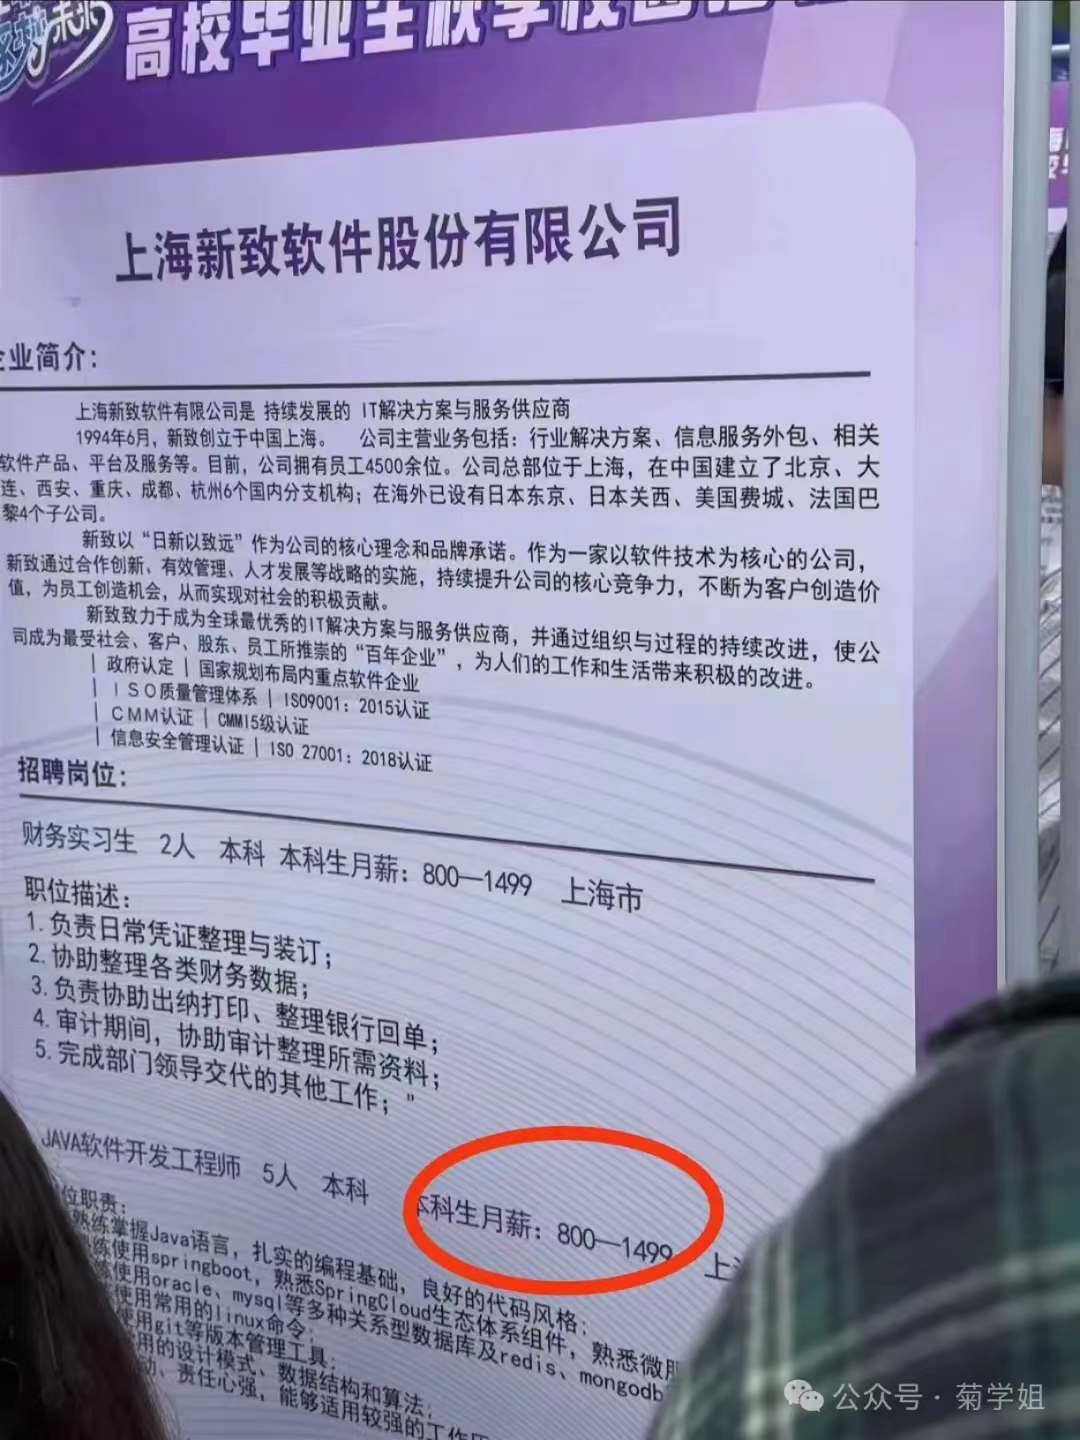 高校毕业生秋季校园
上海新致软件股份有限公司
业简介：
上海新致软件有限公司是 持续发展的 IT解决方案与服务供应商
1994年6月，新致创立于中国上海。 公司主营业务包括：行业解决方案、信息服务外包、相关
软件产品、平台及服务等。目前，公司拥有员工4500余位。公司总部位于上海，在中国建立了北京、大
连、西安、重庆、成都、杭州6个国内分支机构；在海外已设有日本东京、日本关西、美国费城、法国巴
黎4个子公司。
新致以“日新以致远”作为公司的核心理念和品牌承诺。作为一家以软件技术为核心的公司，
新致通过合作创新、有效管理、人才发展等战略的实施，持续提升公司的核心竞争力，不断为客户创造价
值，为员工创造机会，从而实现对社会的积极贡献。
新致致力于成为全球最优秀的IT解决方案与服务供应商，并通过组织与过程的持续改进，使公
司成为最受社会、客户、股东、员工所推崇的“百年企业”，为人们的工作和生活带来积极的改进。
| 政府认定 | 国家规划布局内重点软件企业
| ISO质量管理体系 | ISO9001：2015认证
| CMM认证 | CMMI5级认证
| 信息安全管理认证 | ISO 27001：2018认证
招聘岗位：
财务实习生 2人 本科 本科生月薪：800—1499 上海市
职位描述：
1.负责日常凭证整理与装订；
2.协助整理各类财务数据；
3.负责协助出纳打印、整理银行回单；
4.审计期间，协助审计整理所需资料；
5.完成部门领导交代的其他工作；"
JAVA软件开发工程师 5人 本科 本科生月薪：800—1499 上
位职责：
熟练掌握Java语言，扎实的编程基础，良好的代码风格；
练使用springboot，熟悉SpringCloud生态体系组件，熟悉微服
练使用oracle、mysql等多种关系型数据库及redis、mongodb
使用常用的linux命令；
使用git等版本管理工具；
用的设计模式、数据结构和算法；
动、责任心强，能够适用较强的工作
公众号·菊学姐